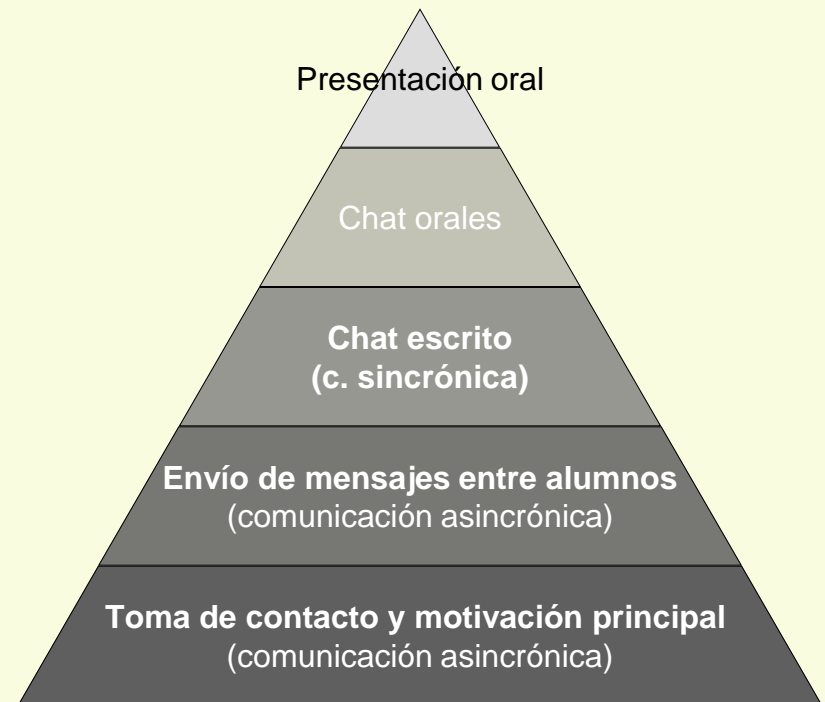 Presentación oral
Chat orales
Chat escrito
(c. sincrónica)
Envío de mensajes entre alumnos
(comunicación asincrónica)
Toma de contacto y motivación principal
(comunicación asincrónica)